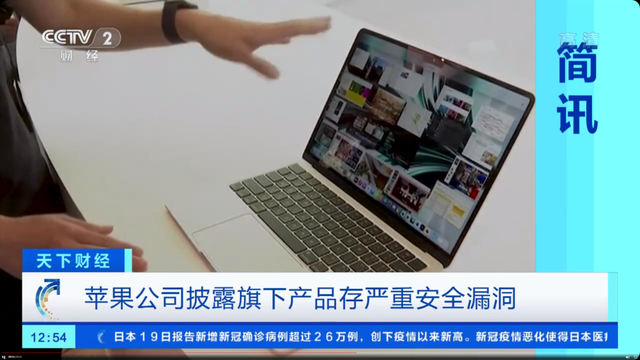 CCTV 2
财经
高清
简讯
天下财经
苹果公司披露旗下产品存严重安全漏洞
12:54
日本19日报告新增新冠确诊病例超过26万例，创下疫情以来新高。新冠疫情恶化使得日本医疗